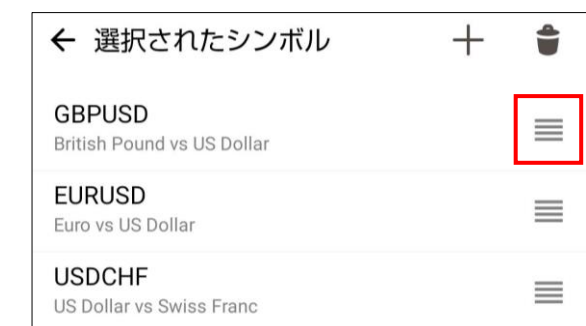 選択されたシンボル
GBPUSD
British Pound vs US Dollar
EURUSD
Euro vs US Dollar
USDCHF
US Dollar vs Swiss Franc